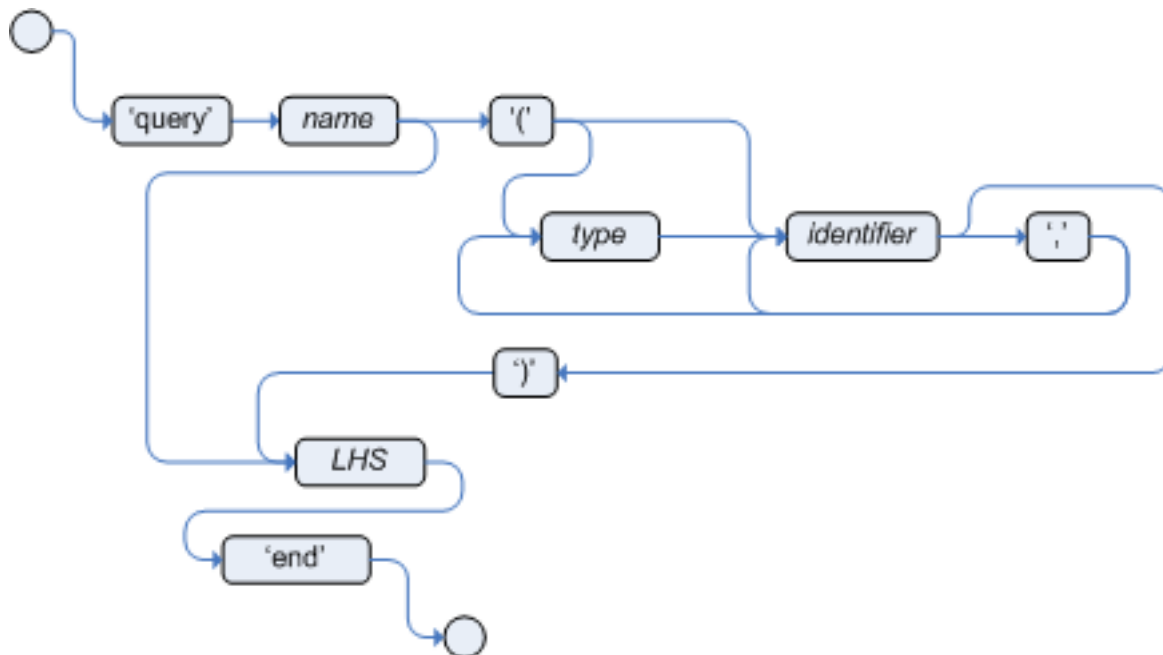 ‘query’ name ‘(’
type identifier ‘,’
‘)’
LHS
‘end’